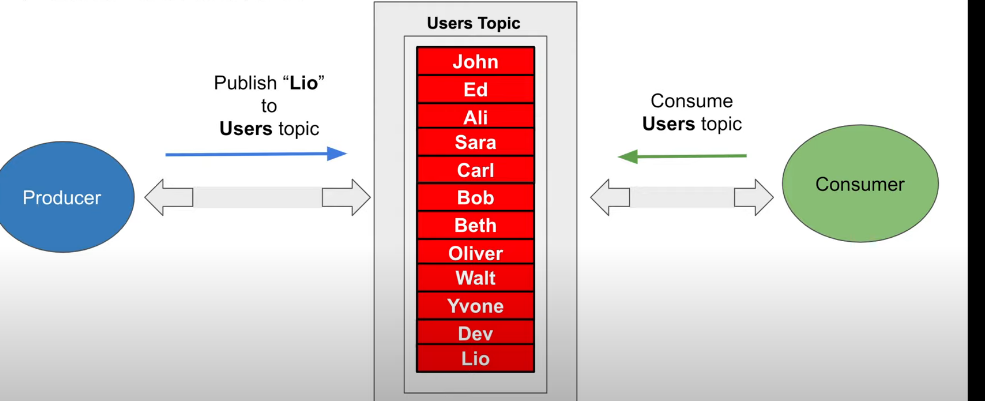 Users Topic
John
Ed
Ali
Sara
Carl
Bob
Beth
Oliver
Walt
Yvone
Dev
Lio
Publish “Lio”
to
Users topic
Producer
Consume
Users topic
Consumer